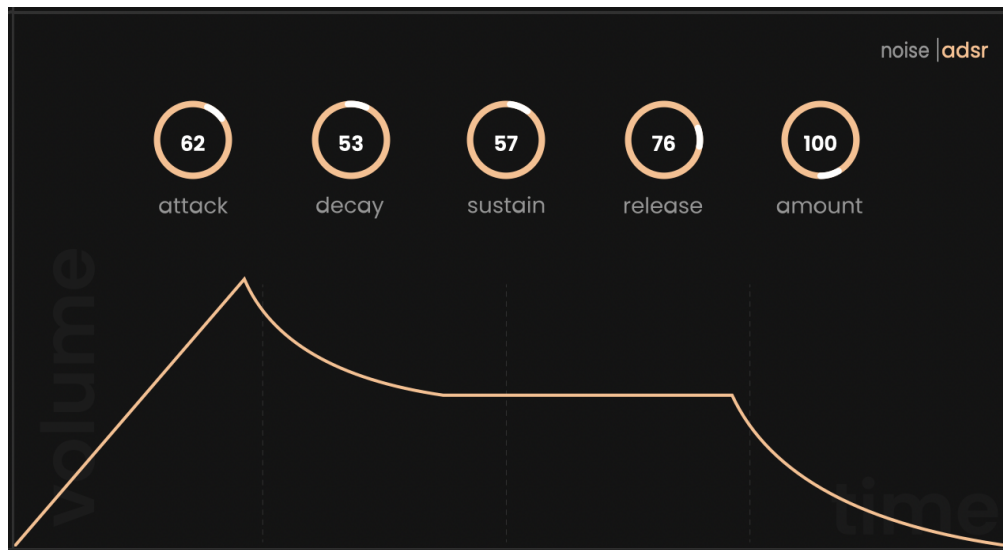 noise | adsr
62 53 57 76 100
attack decay sustain release amount
volume
time